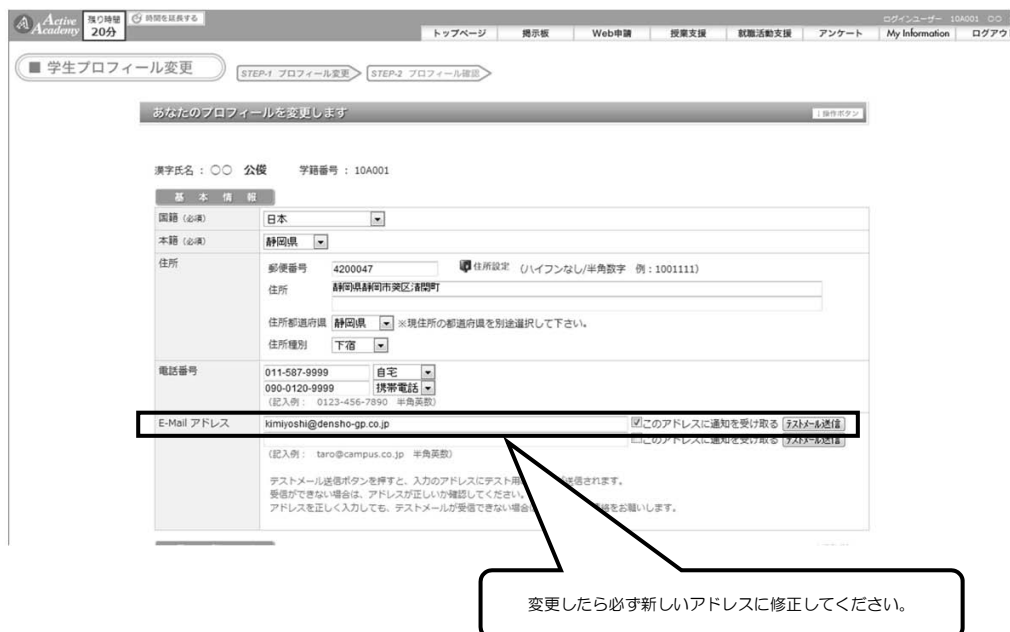 Active Academy
残り時間 20分
時間を延長する
ログインユーザー 10A001 〇〇
トップページ 掲示板 Web申請 授業支援 就職活動支援 アンケート My Information ログアウ
■ 学生プロフィール変更
STEP-1 プロフィール変更 STEP-2 プロフィール確認
あなたのプロフィールを変更します
↓操作ボタン
漢字氏名 : 〇〇 公俊 学籍番号 : 10A001
基 本 情 報
国籍 (必須) 日本
本籍 (必須) 静岡県
住所 郵便番号 4200047 住所設定 (ハイフンなし/半角数字 例:1001111)
住所 静岡県静岡市葵区清閑町
住所都道府県 静岡県 ※現住所の都道府県を別途選択して下さい。
住所種別 下宿
電話番号 011-587-9999 自宅
090-0120-9999 携帯電話
(記入例: 0123-456-7890 半角英数)
E-Mail アドレス kimiyoshi@densho-gp.co.jp このアドレスに通知を受け取る テストメール送信
このアドレスに通知を受け取る テストメール送信
(記入例: taro@campus.co.jp 半角英数)
テストメール送信ボタンを押すと、入力のアドレスにテスト用 信されます。
受信ができない場合は、アドレスが正しいか確認してください。
アドレスを正しく入力しても、テストメールが受信できない場合 絡をお願いします。
変更したら必ず新しいアドレスに修正してください。